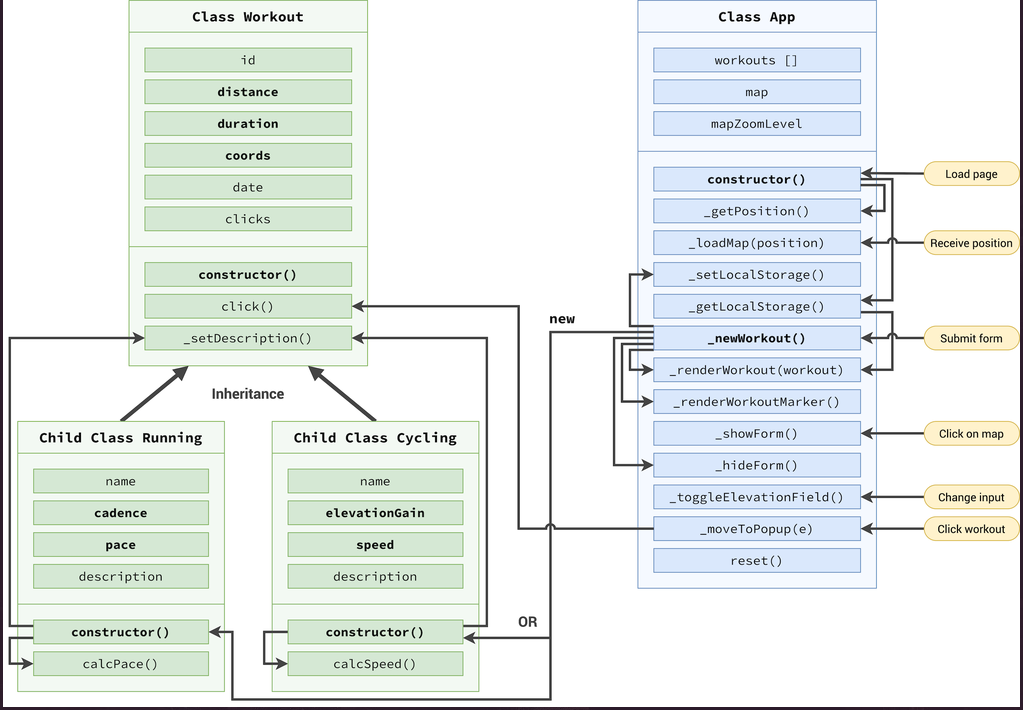 Class Workout
id
distance
duration
coords
date
clicks
constructor()
click()
_setDescription()
Inheritance
Child Class Running
name
cadence
pace
description
constructor()
calcPace()
Child Class Cycling
name
elevationGain
speed
description
constructor()
calcSpeed()
new
OR
Class App
workouts []
map
mapZoomLevel
constructor()
_getPosition()
_loadMap(position)
_setLocalStorage()
_getLocalStorage()
_newWorkout()
_renderWorkout(workout)
_renderWorkoutMarker()
_showForm()
_hideForm()
_toggleElevationField()
_moveToPopup(e)
reset()
Load page
Receive position
Submit form
Click on map
Change input
Click workout